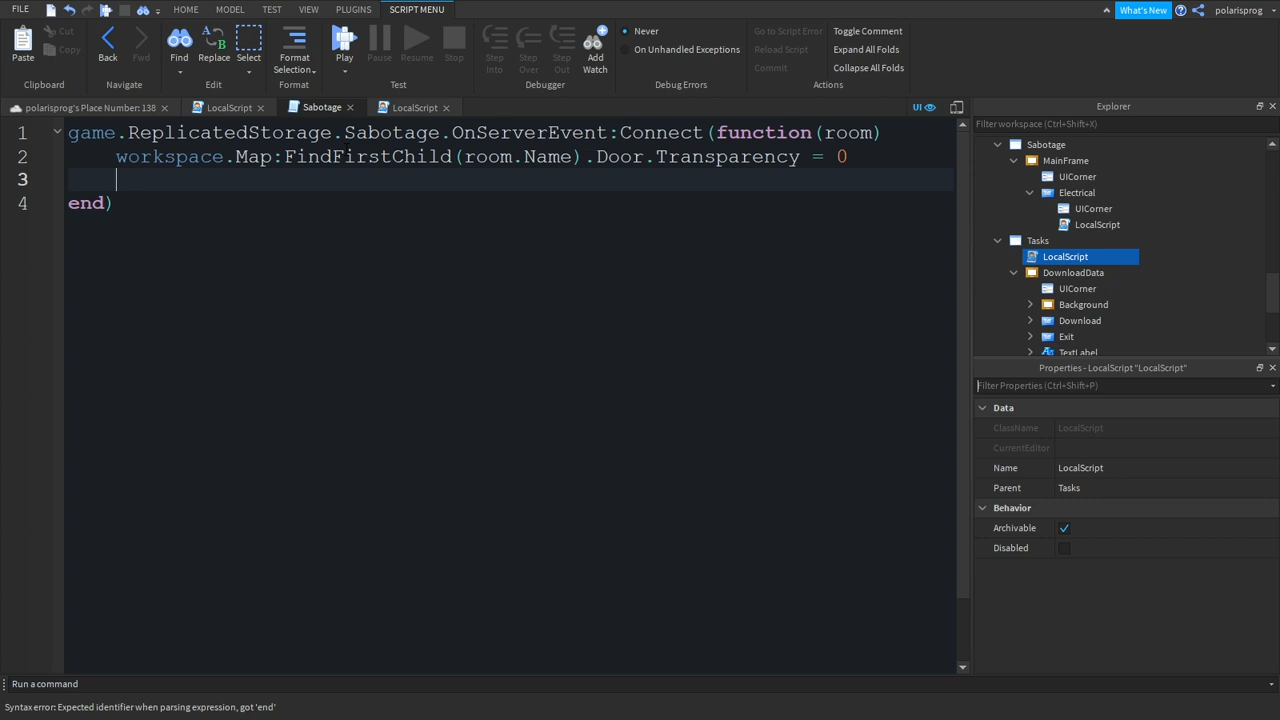 FILE HOME MODEL TEST VIEW PLUGINS SCRIPT MENU What's New polarisprog
Paste Cut Copy Back Fwd Find Replace Select Format Selection Play Pause Resume Stop Step Into Step Over Step Out Add Watch Never On Unhandled Exceptions Go to Script Error Reload Script Commit Toggle Comment Expand All Folds Collapse All Folds
Clipboard Navigate Edit Format Test Debugger Debug Errors Actions
polarisprog's Place Number: 138 LocalScript Sabotage LocalScript UI
1 game.ReplicatedStorage.Sabotage.OnServerEvent:Connect(function(room)
2 workspace.Map:FindFirstChild(room.Name).Door.Transparency = 0
3
4 end)
Explorer
Filter workspace (Ctrl+Shift+X)
Sabotage
MainFrame
UICorner
Electrical
UICorner
LocalScript
Tasks
LocalScript
DownloadData
UICorner
Background
Download
Exit
TextLabel
Properties - LocalScript "LocalScript"
Filter Properties (Ctrl+Shift+P)
Data
ClassName LocalScript
CurrentEditor
Name LocalScript
Parent Tasks
Behavior
Archivable
Disabled
Run a command
Syntax error: Expected identifier when parsing expression, got 'end'